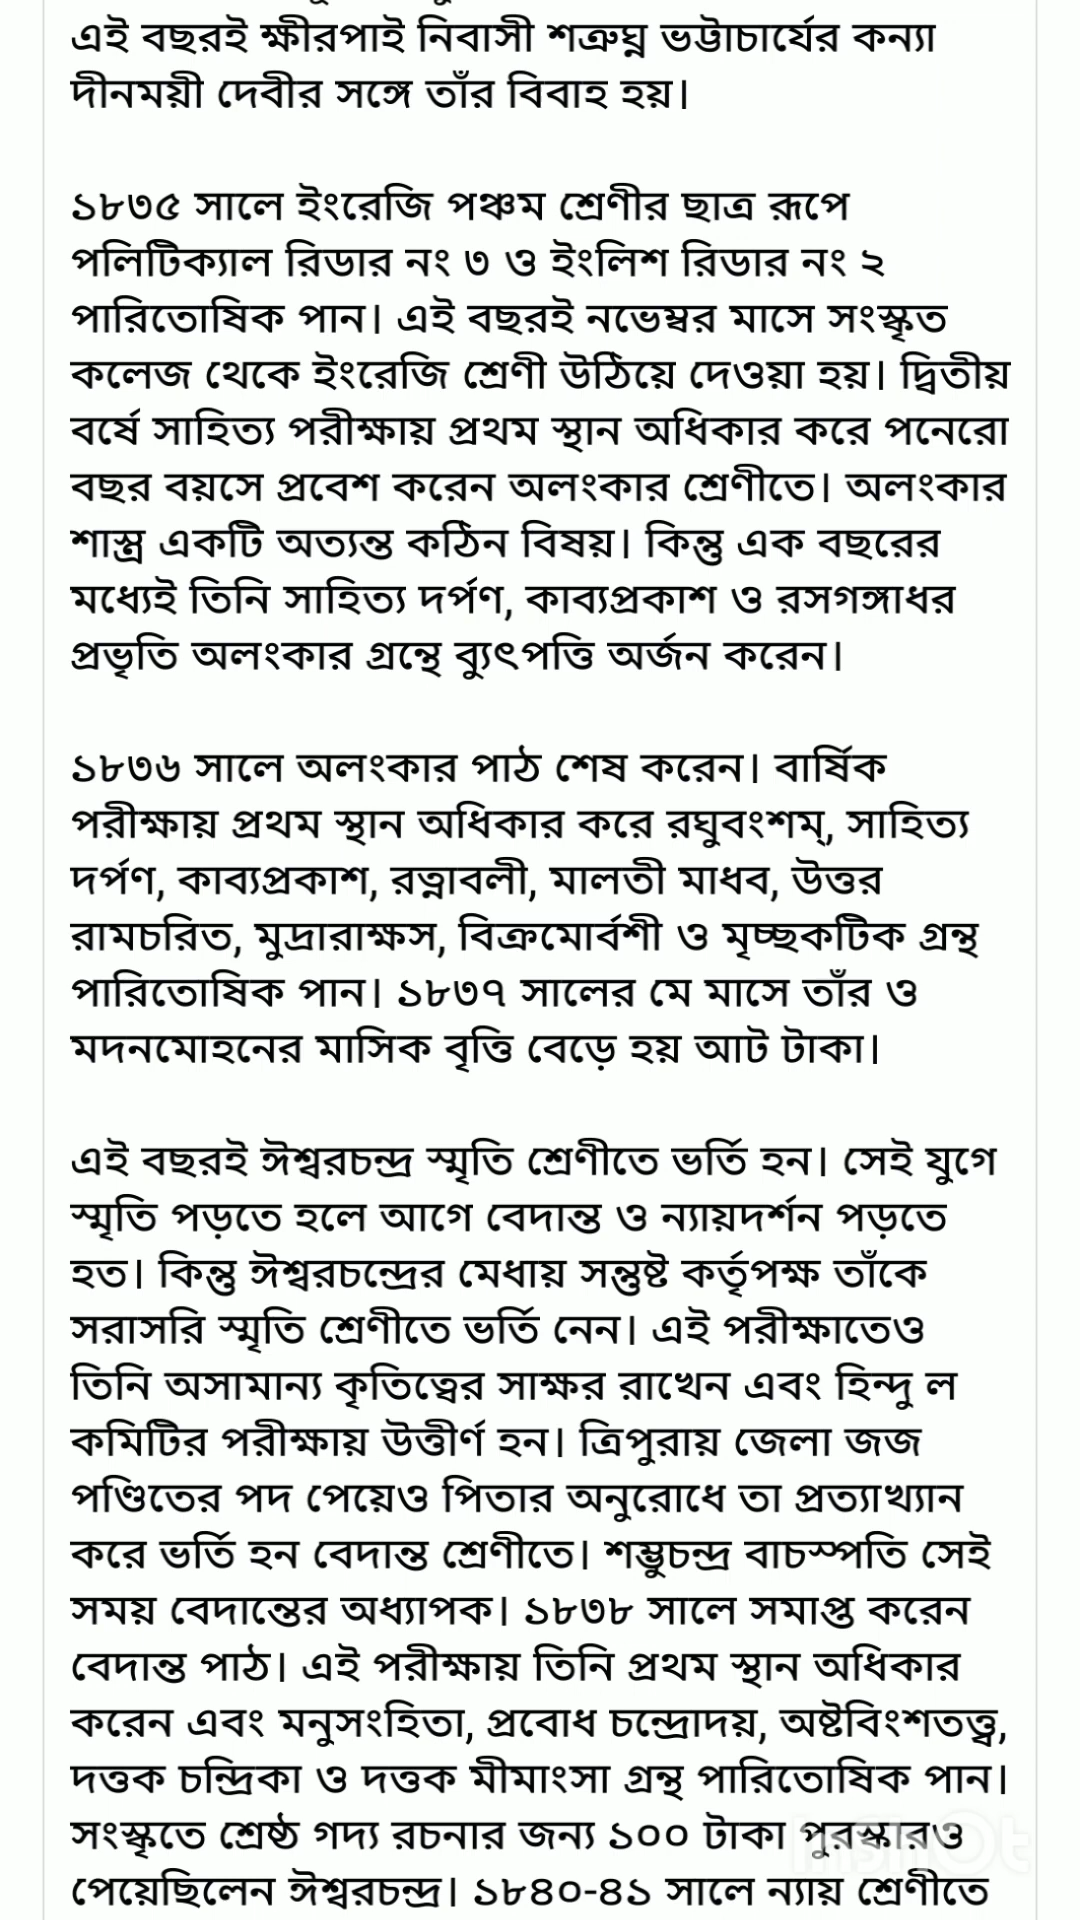 এই বছরই ক্ষীরপাই নিবাসী শত্রুঘ্ন ভট্টাচার্যের কন্যা
দীনময়ী দেবীর সঙ্গে তাঁর বিবাহ হয়।
১৮৩৫ সালে ইংরেজি পঞ্চম শ্রেণীর ছাত্র রূপে
পলিটিক্যাল রিডার নং ৩ ও ইংলিশ রিডার নং ২
পারিতোষিক পান। এই বছরই নভেম্বর মাসে সংস্কৃত
কলেজ থেকে ইংরেজি শ্রেণী উঠিয়ে দেওয়া হয়। দ্বিতীয়
বর্ষে সাহিত্য পরীক্ষায় প্রথম স্থান অধিকার করে পনেরো
বছর বয়সে প্রবেশ করেন অলংকার শ্রেণীতে। অলংকার
শাস্ত্র একটি অত্যন্ত কঠিন বিষয়। কিন্তু এক বছরের
মধ্যেই তিনি সাহিত্য দর্পণ, কাব্যপ্রকাশ ও রসগঙ্গাধর
প্রভৃতি অলংকার গ্রন্থে ব্যুৎপত্তি অর্জন করেন।
১৮৩৬ সালে অলংকার পাঠ শেষ করেন। বার্ষিক
পরীক্ষায় প্রথম স্থান অধিকার করে রঘুবংশম্, সাহিত্য
দর্পণ, কাব্যপ্রকাশ, রত্নাবলী, মালতী মাধব, উত্তর
রামচরিত, মুদ্রারাক্ষস, বিক্রমোর্বশী ও মৃচ্ছকটিক গ্রন্থ
পারিতোষিক পান। ১৮৩৭ সালের মে মাসে তাঁর ও
মদনমোহনের মাসিক বৃত্তি বেড়ে হয় আট টাকা।
এই বছরই ঈশ্বরচন্দ্র স্মৃতি শ্রেণীতে ভর্তি হন। সেই যুগে
স্মৃতি পড়তে হলে আগে বেদান্ত ও ন্যায়দর্শন পড়তে
হত। কিন্তু ঈশ্বরচন্দ্রের মেধায় সন্তুষ্ট কর্তৃপক্ষ তাঁকে
সরাসরি স্মৃতি শ্রেণীতে ভর্তি নেন। এই পরীক্ষাতেও
তিনি অসামান্য কৃতিত্বের সাক্ষর রাখেন এবং হিন্দু ল
কমিটির পরীক্ষায় উত্তীর্ণ হন। ত্রিপুরায় জেলা জজ
পণ্ডিতের পদ পেয়েও পিতার অনুরোধে তা প্রত্যাখ্যান
করে ভর্তি হন বেদান্ত শ্রেণীতে। শম্ভুচন্দ্র বাচস্পতি সেই
সময় বেদান্তের অধ্যাপক। ১৮৩৮ সালে সমাপ্ত করেন
বেদান্ত পাঠ। এই পরীক্ষায় তিনি প্রথম স্থান অধিকার
করেন এবং মনুসংহিতা, প্রবোধ চন্দ্রোদয়, অষ্টবিংশতত্ত্ব,
দত্তক চন্দ্রিকা ও দত্তক মীমাংসা গ্রন্থ পারিতোষিক পান।
সংস্কৃতে শ্রেষ্ঠ গদ্য রচনার জন্য ১০০ টাকা পুরস্কারও
পেয়েছিলেন ঈশ্বরচন্দ্র। ১৮৪০-৪১ সালে ন্যায় শ্রেণীতে